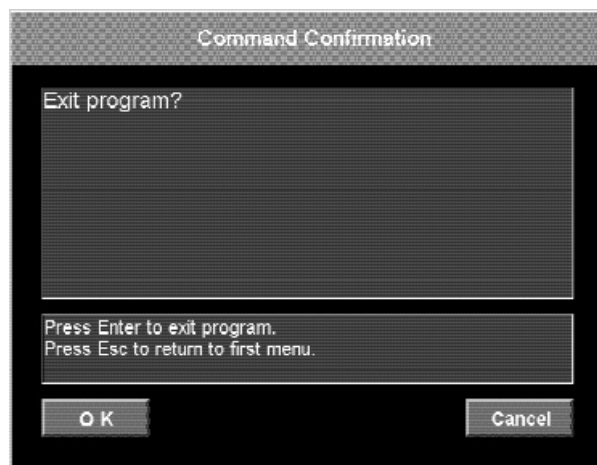 Command Confirmation
Exit program?
Press Enter to exit program.
Press Esc to return to first menu.
O K
Cancel